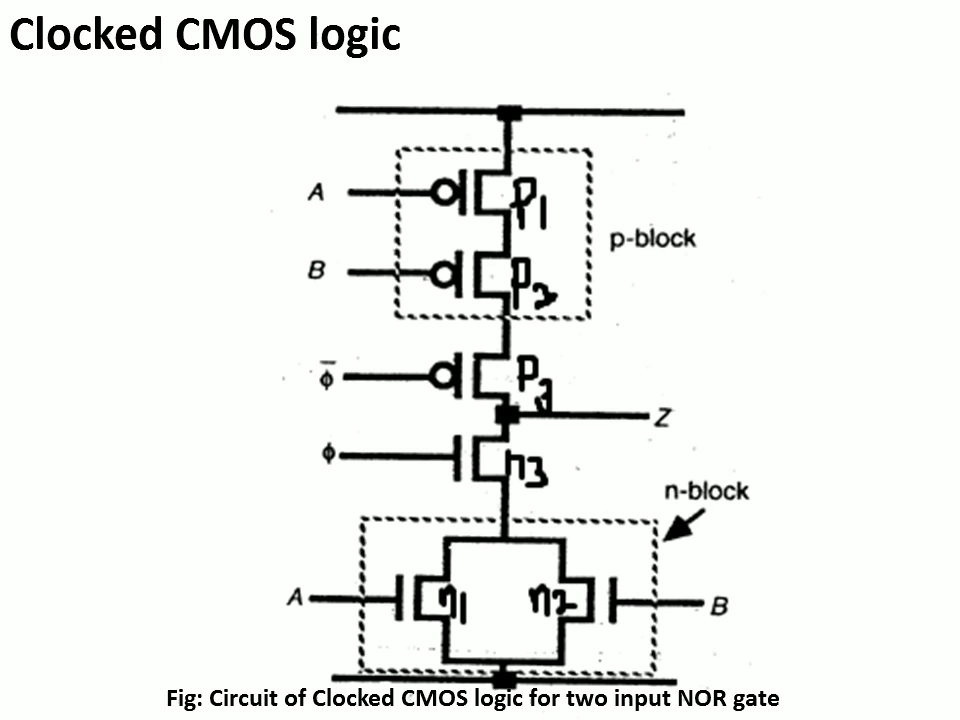 Clocked CMOS logic
A
p1
p-block
B
p2
ϕ̅
p3
Z
ϕ
n3
n-block
A
n1
n2
B
Fig: Circuit of Clocked CMOS logic for two input NOR gate